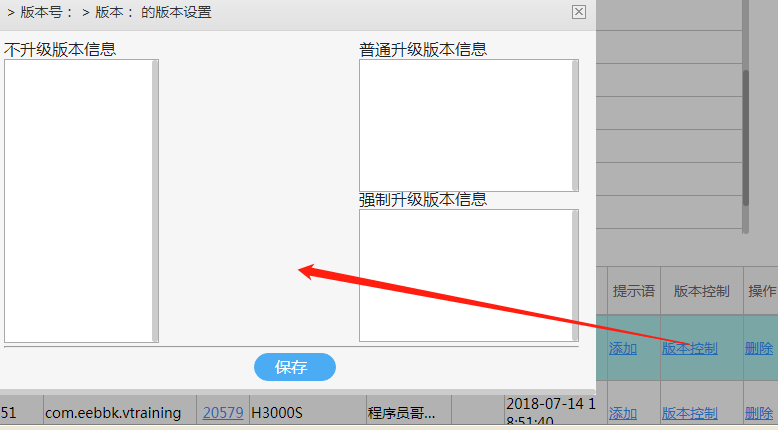 > 版本号： > 版本： 的版本设置
不升级版本信息
普通升级版本信息
强制升级版本信息
保存
提示语 版本控制 操作
添加 版本控制 删除
51 com.eebbk.vtraining 20579 H3000S 程序员哥... 2018-07-14 1 添加 版本控制 删除
8:51:40